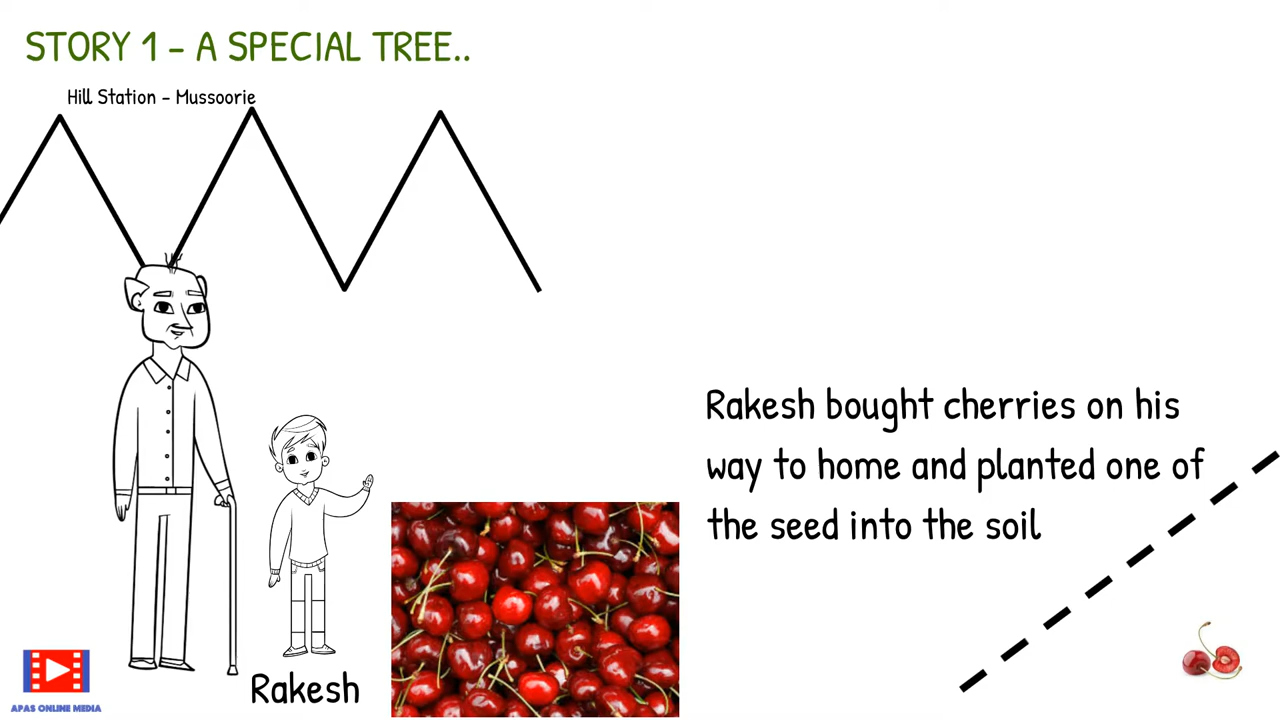 STORY 1 - A SPECIAL TREE..
Hill Station - Mussoorie
Rakesh bought cherries on his
way to home and planted one of
the seed into the soil
Rakesh
APAS ONLINE MEDIA